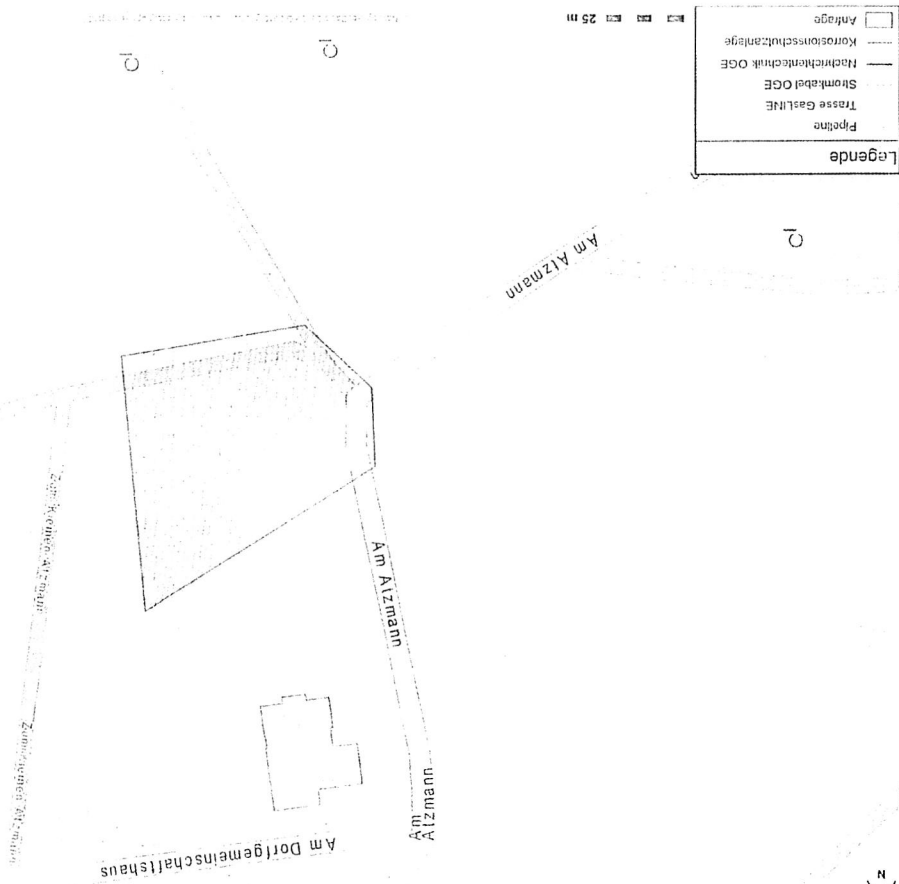 N
Am Dorfgemeinschaftshaus
Am
Atzmann
Am Atzmann
Am Atzmann
Legende
Pipeline
Trasse GasLINE
Stromkabel OGE
Nachrichtentechnik OGE
Korrosionsschutzanlage
Anfrage
25 m